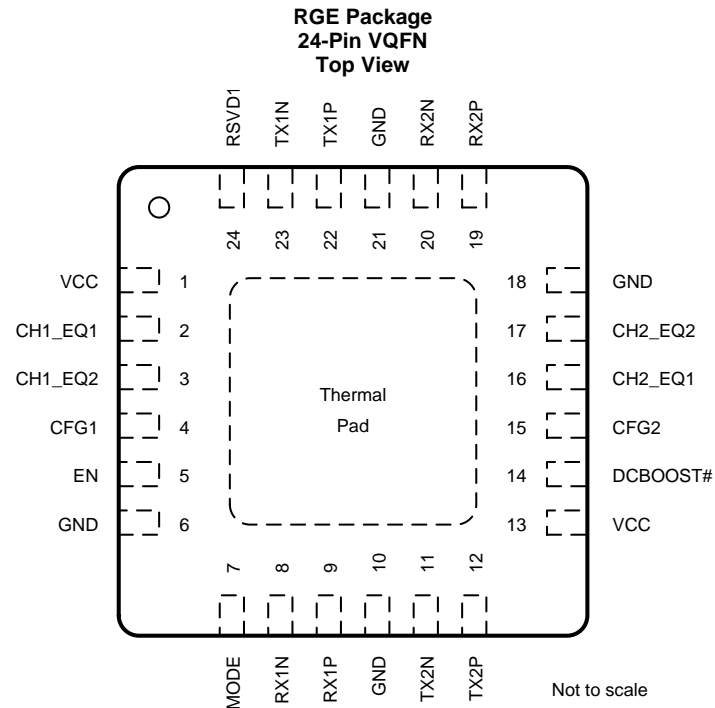 RGE Package
24-Pin VQFN
Top View
RSVD1
TX1N
TX1P
GND
RX2N
RX2P
24
23
22
21
20
19
VCC 1
CH1_EQ1 2
CH1_EQ2 3
CFG1 4
EN 5
GND 6
Thermal
Pad
18 GND
17 CH2_EQ2
16 CH2_EQ1
15 CFG2
14 DCBOOST#
13 VCC
7
8
9
10
11
12
MODE
RX1N
RX1P
GND
TX2N
TX2P
Not to scale